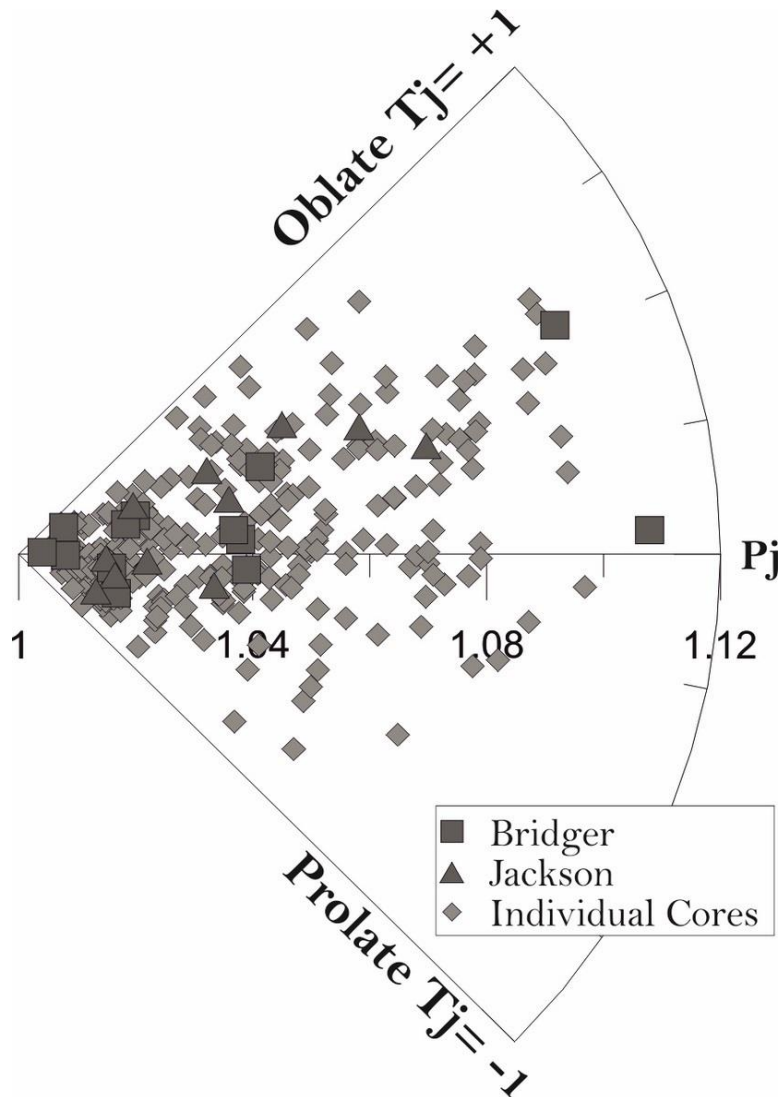 Oblate Tj= +1
Pj
1 1.04 1.08 1.12
Bridger
Jackson
Individual Cores
Prolate Tj= -1